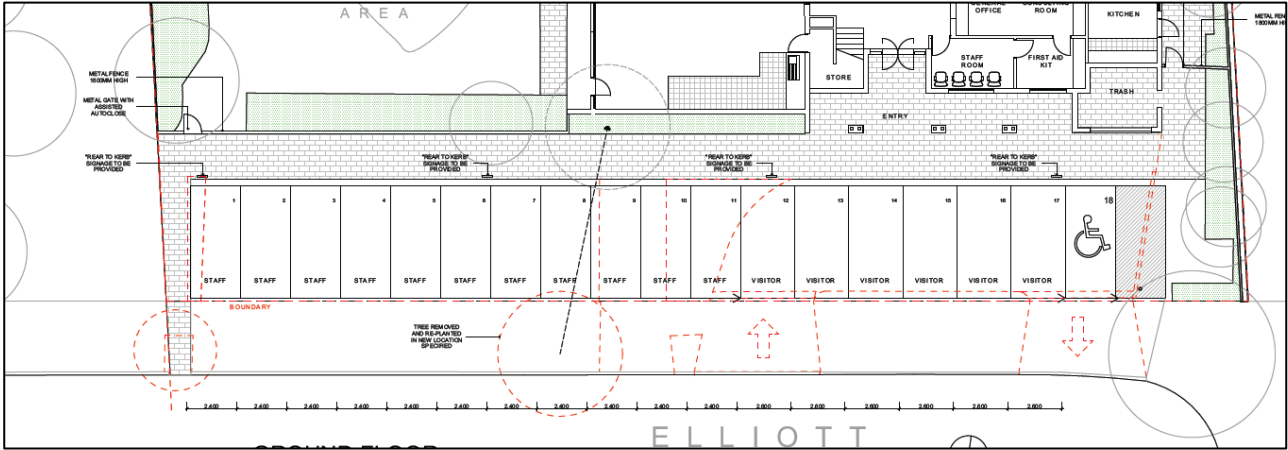 AREA
GENERAL
OFFICE
CONSULTING
ROOM
KITCHEN
METAL FEN
1800MM HI
METAL FENCE
1800MM HIGH
STORE
STAFF
ROOM
FIRST AID
KIT
TRASH
METAL GATE WITH
ASSISTED
AUTOCLOSE
ENTRY
"REAR TO KERB"
SIGNAGE TO BE
PROVIDED
"REAR TO KERB"
SIGNAGE TO BE
PROVIDED
"REAR TO KERB"
SIGNAGE TO BE
PROVIDED
"REAR TO KERB"
SIGNAGE TO BE
PROVIDED
1 2 3 4 5 6 7 8 9 10 11 12 13 14 15 16 17 18
STAFF STAFF STAFF STAFF STAFF STAFF STAFF STAFF STAFF STAFF STAFF VISITOR VISITOR VISITOR VISITOR VISITOR VISITOR
BOUNDARY
TREE REMOVED
AND RE-PLANTED
IN NEW LOCATION
SPECIFIED
2.400 2.400 2.400 2.400 2.400 2.400 2.400 2.400 2.400 2.400 2.400 2.600 2.600 2.600 2.600 2.600 2.600
GROUND FLOOR
ELLIOTT